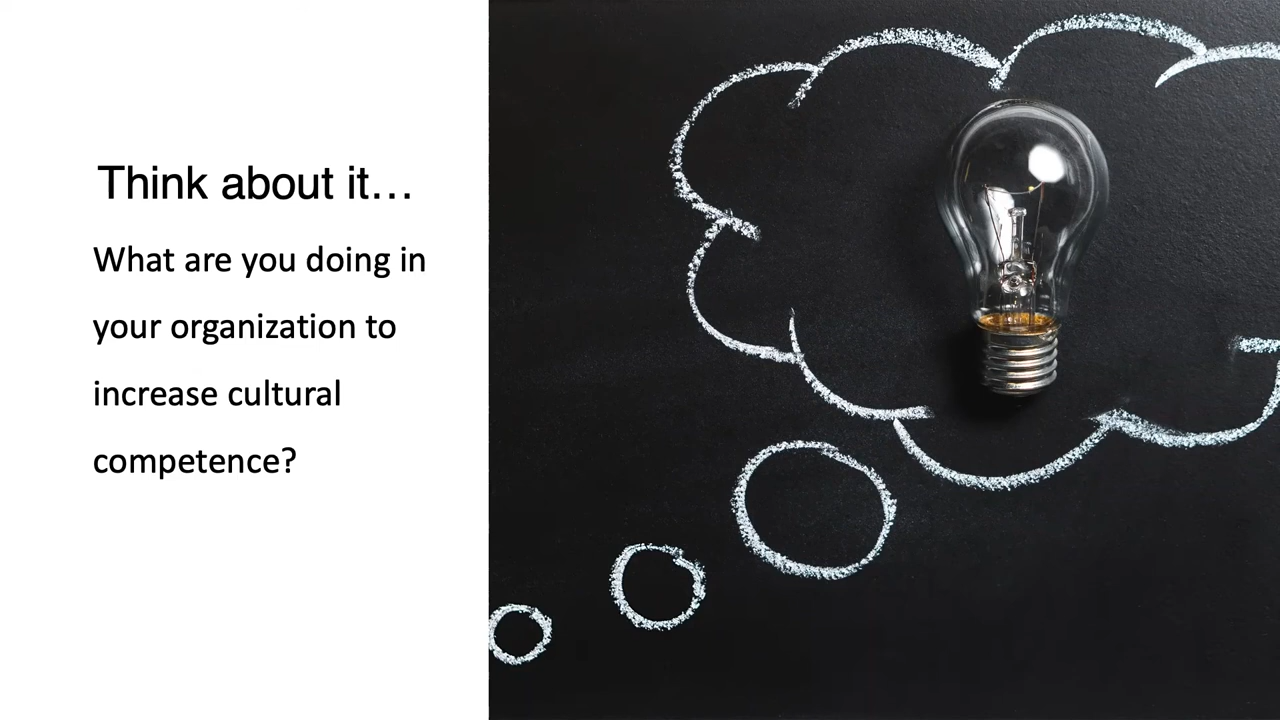 Think about it…
What are you doing in
your organization to
increase cultural
competence?